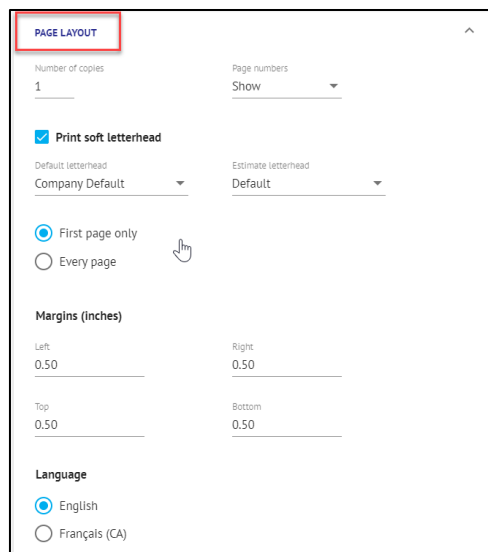 PAGE LAYOUT
Number of copies
Page numbers
1
Show
Print soft letterhead
Default letterhead
Estimate letterhead
Company Default
Default
First page only
Every page
Margins (inches)
Left
Right
0.50
0.50
Top
Bottom
0.50
0.50
Language
English
Français (CA)